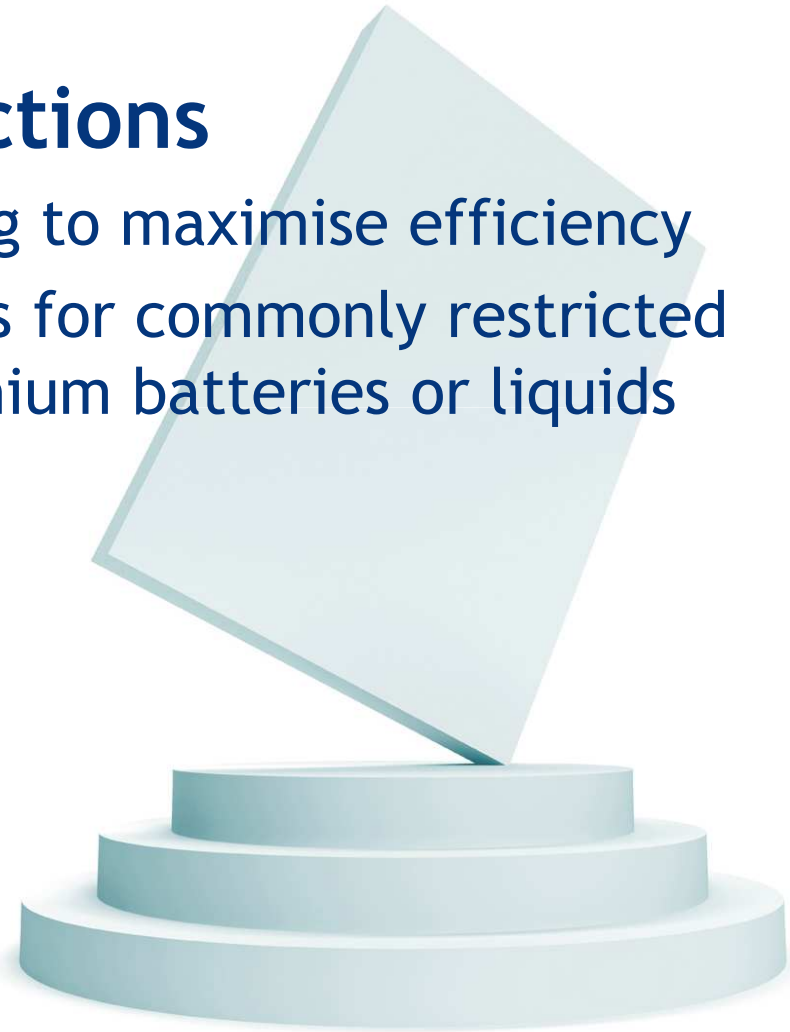 ctions
g to maximise efficiency
s for commonly restricted
nium batteries or liquids